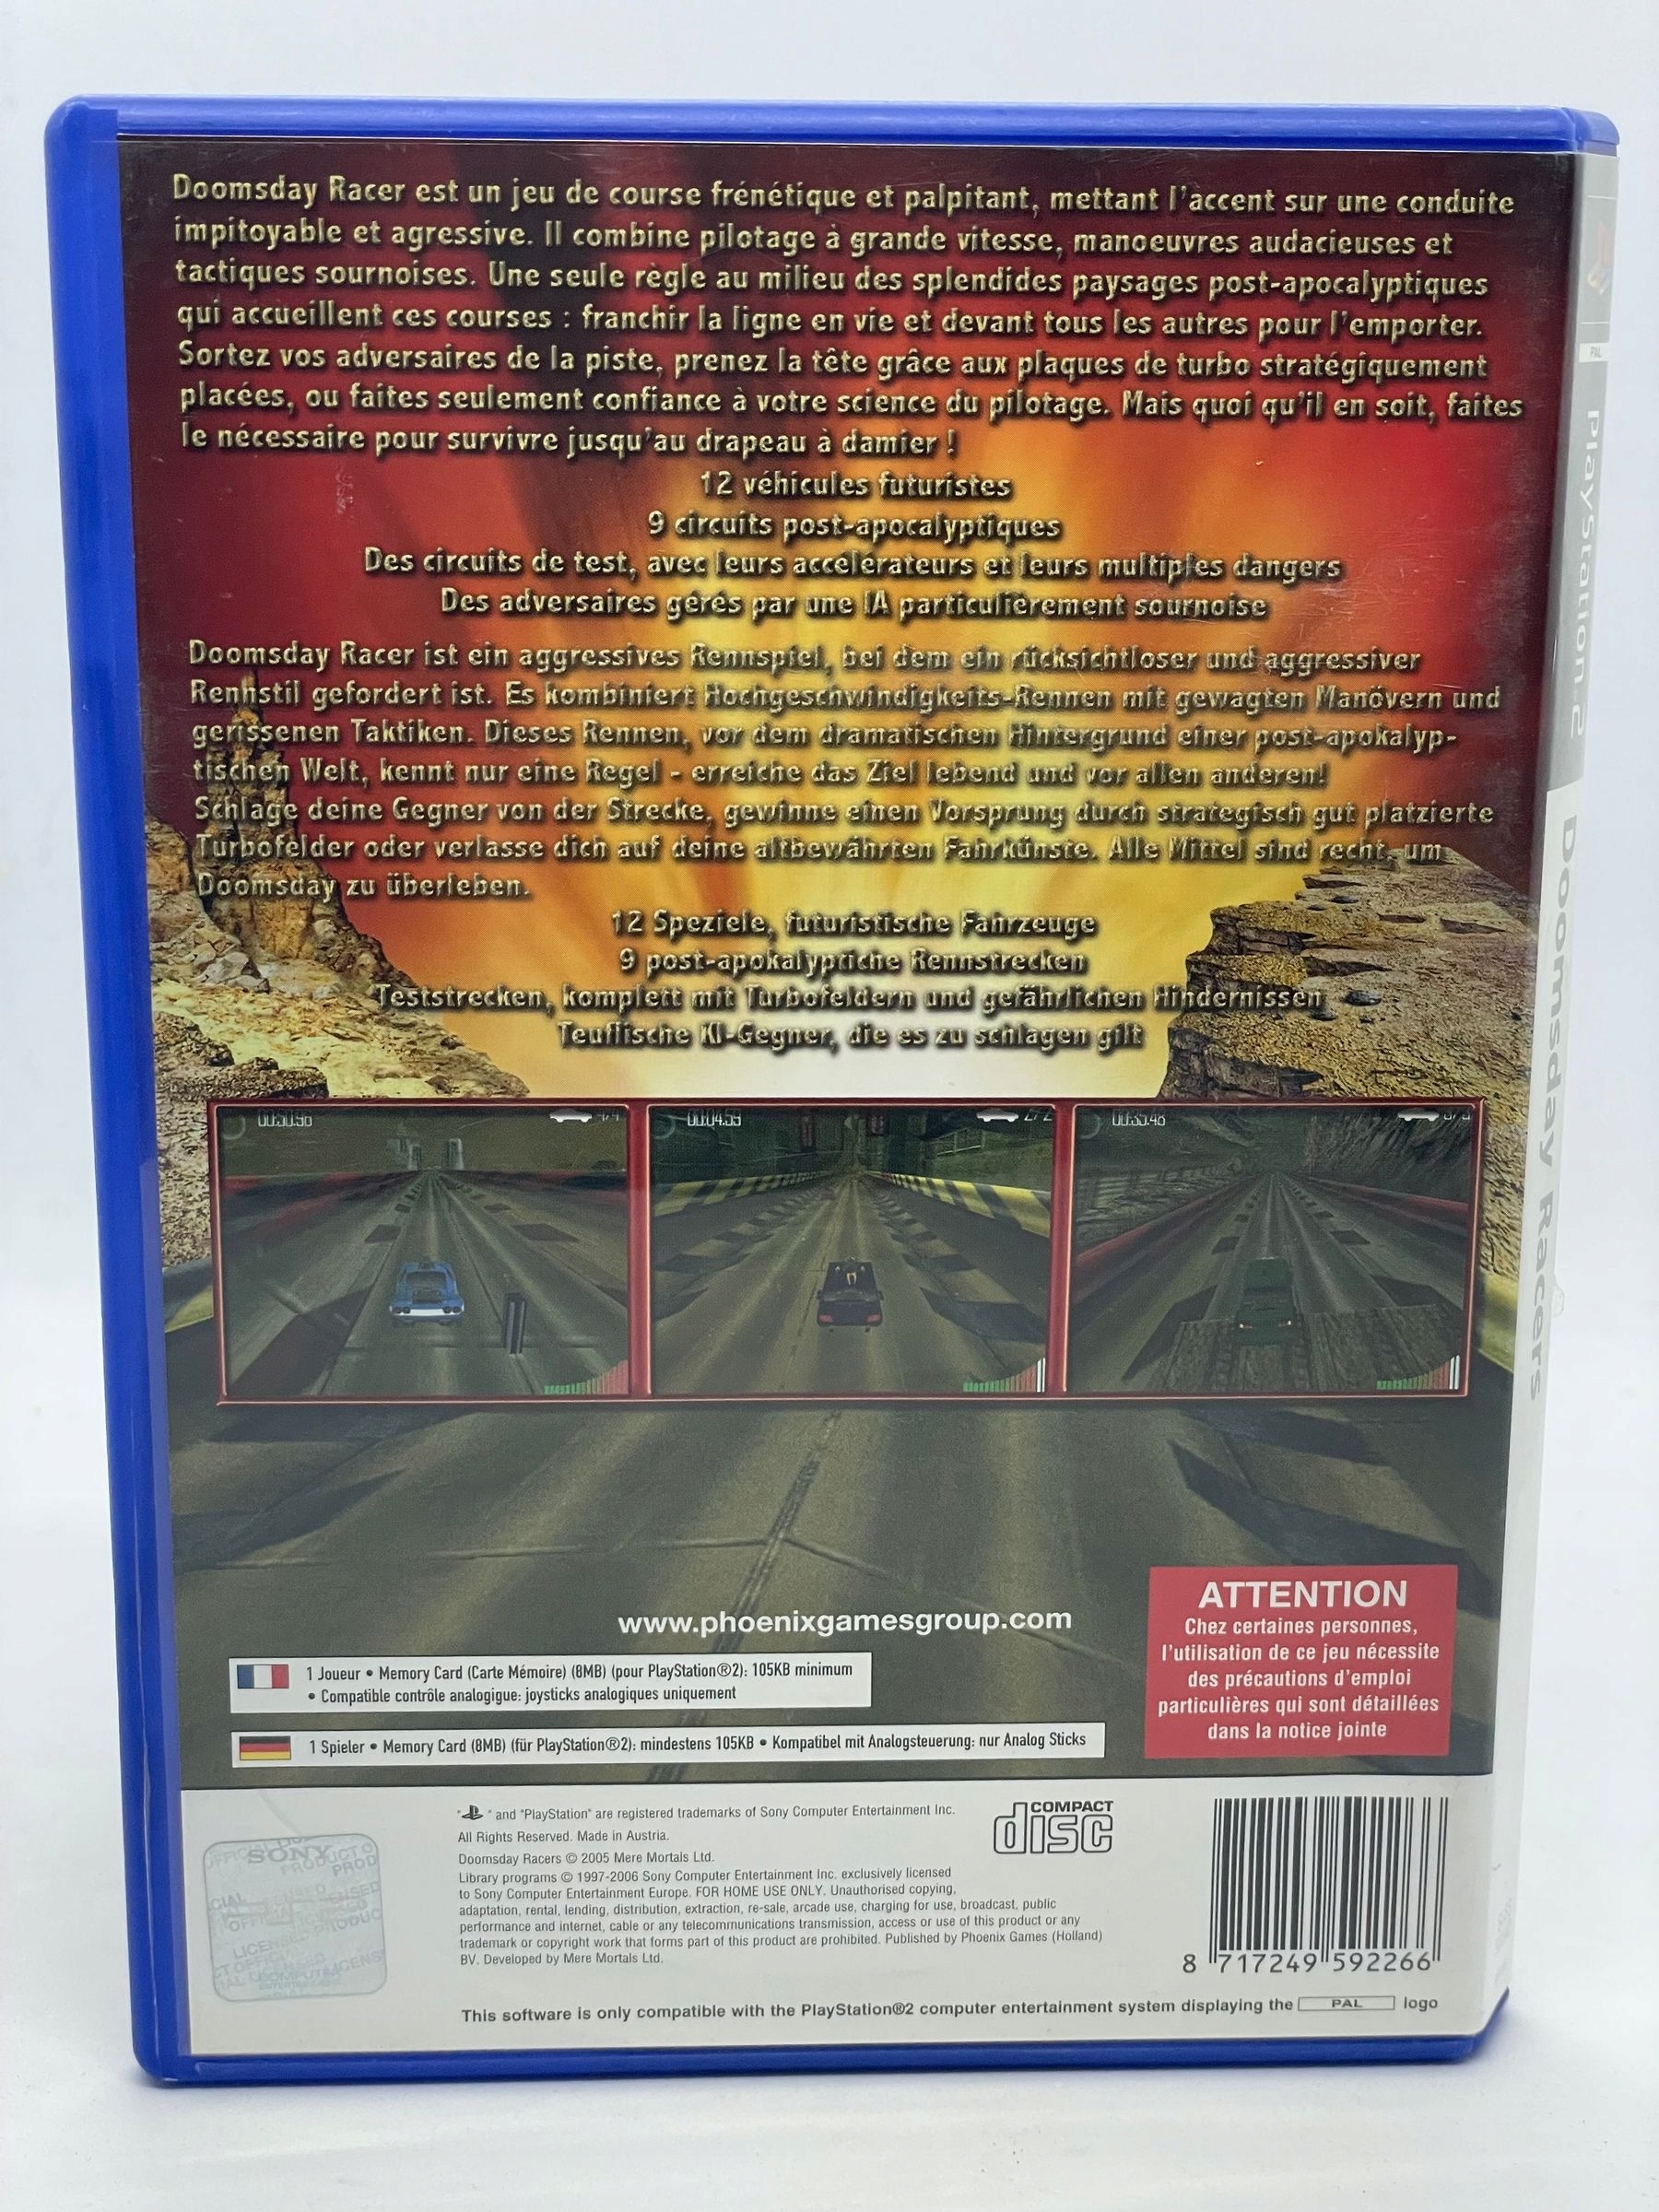 Doomsday Racer est un jeu de course frénétique et palpitant, mettant l'accent sur une conduite
impitoyable et agressive. Il combine pilotage à grande vitesse, manoeuvres audacieuses et
tactiques sournoises. Une seule règle au milieu des splendides paysages post-apocalyptiques
qui accueillent ces courses : franchir la ligne en vie et devant tous les autres pour l'emporter.
Sortez vos adversaires de la piste, prenez la tête grâce aux plaques de turbo stratégiquement
placées, ou faites seulement confiance à votre science du pilotage. Mais quoi qu'il en soit, faites
le nécessaire pour survivre jusqu'au drapeau à damier !
12 véhicules futuristes
9 circuits post-apocalyptiques
Des circuits de test, avec leurs accélérateurs et leurs multiples dangers
Des adversaires gérés par une IA particulièrement sournoise
Doomsday Racer ist ein aggressives Rennspiel, bei dem ein rücksichtloser und aggressiver
Rennstil gefordert ist. Es kombiniert Hochgeschwindigkeits-Rennen mit gewagten Manövern und
gerissenen Taktiken. Dieses Rennen, vor dem dramatischen Hintergrund einer post-apokalyp-
tischen Welt, kennt nur eine Regel - erreiche das Ziel lebend und vor allen anderen!
Schlage deine Gegner von der Strecke, gewinne einen Vorsprung durch strategisch gut platzierte
Turbofelder oder verlasse dich auf deine altbewährten Fahrkünste. Alle Mittel sind recht, um
Doomsday zu überleben.
12 Speziele, futuristische Fahrzeuge
9 post-apokalyptiche Rennstrecken
Teststrecken, komplett mit Turbofeldern und gefährlichen Hindernissen
Teuflische KI-Gegner, die es zu schlagen gilt
00:50.96
4/4
00:04.59
2/2
00:35.48
www.phoenixgamesgroup.com
1 Joueur • Memory Card (Carte Mémoire) (8MB) (pour PlayStation®2): 105KB minimum
• Compatible contrôle analogigue: joysticks analogiques uniquement
1 Spieler • Memory Card (8MB) (für PlayStation®2): mindestens 105KB • Kompatibel mit Analogsteuerung: nur Analog Sticks
ATTENTION
Chez certaines personnes,
l'utilisation de ce jeu nécessite
des précautions d'emploi
particulières qui sont détaillées
dans la notice jointe
" " and "PlayStation" are registered trademarks of Sony Computer Entertainment Inc.
All Rights Reserved. Made in Austria.
Doomsday Racers © 2005 Mere Mortals Ltd.
Library programs © 1997-2006 Sony Computer Entertainment Inc. exclusively licensed
to Sony Computer Entertainment Europe. FOR HOME USE ONLY. Unauthorised copying,
adaptation, rental, lending, distribution, extraction, re-sale, arcade use, charging for use, broadcast, public
performance and internet, cable or any telecommunications transmission, access or use of this product or any
trademark or copyright work that forms part of this product are prohibited. Published by Phoenix Games (Holland)
BV. Developed by Mere Mortals Ltd.
COMPACT
disc
8 717249 592266
This software is only compatible with the PlayStation®2 computer entertainment system displaying the PAL logo
SONY
PAL
PlayStation.2
Doomsday Racers